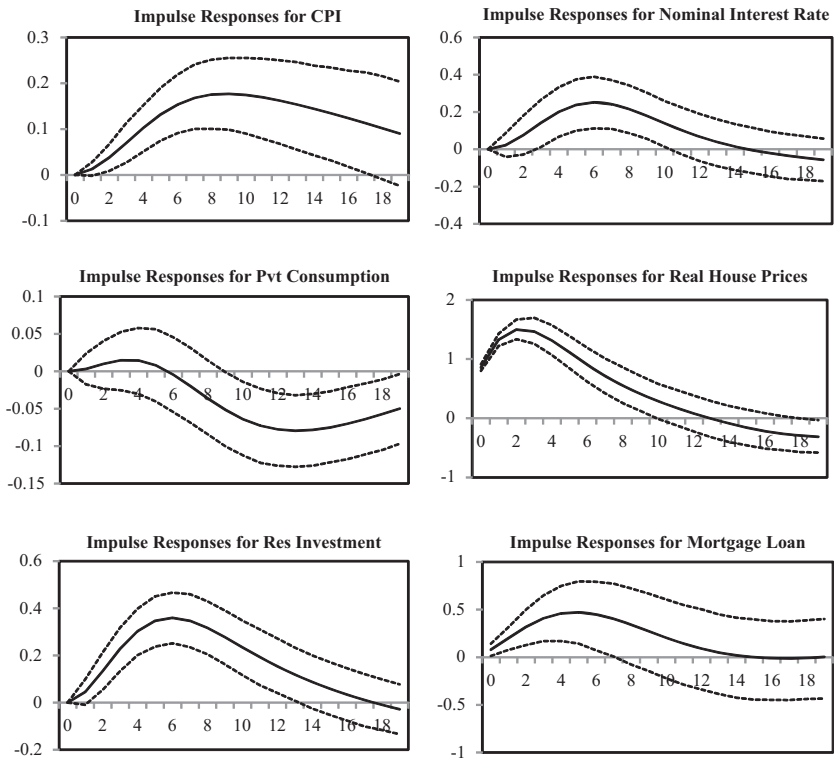 Impulse Responses for CPI
0.3
0.2
0.1
0
-0.1
0 2 4 6 8 10 12 14 16 18
Impulse Responses for Nominal Interest Rate
0.6
0.4
0.2
0
-0.2
-0.4
0 2 4 6 8 10 12 14 16 18
Impulse Responses for Pvt Consumption
0.1
0.05
0
-0.05
-0.1
-0.15
0 2 4 6 8 10 12 14 16 18
Impulse Responses for Real House Prices
2
1
0
-1
0 2 4 6 8 10 12 14 16 18
Impulse Responses for Res Investment
0.6
0.4
0.2
0
-0.2
0 2 4 6 8 10 12 14 16 18
Impulse Responses for Mortgage Loan
1
0.5
0
-0.5
-1
0 2 4 6 8 10 12 14 16 18